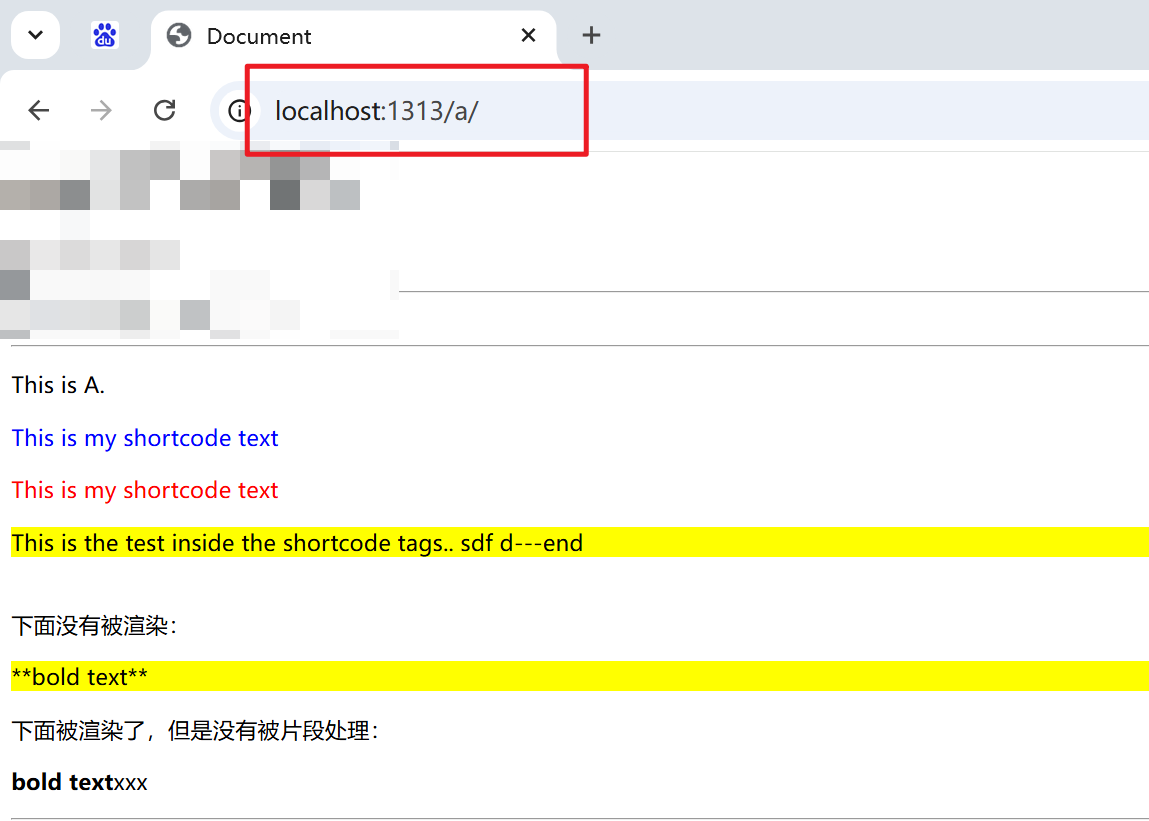 du
Document
localhost:1313/a/
This is A.
This is my shortcode text
This is my shortcode text
This is the test inside the shortcode tags.. sdf d---end
下面没有被渲染：
**bold text**
下面被渲染了，但是没有被片段处理：
bold textxxx